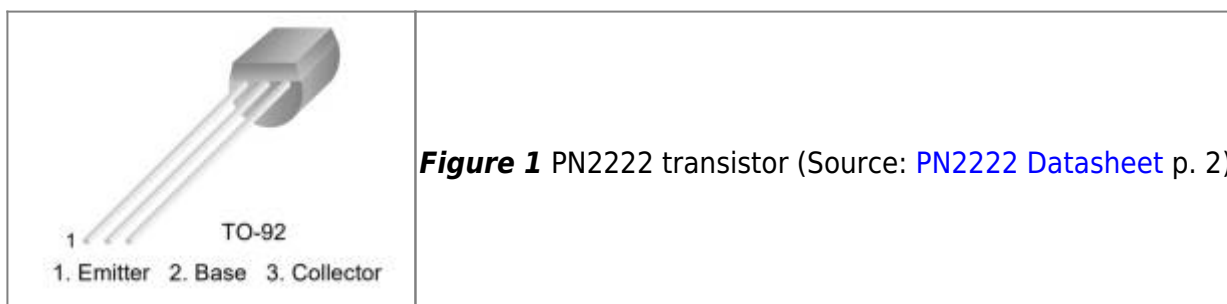 1
TO-92
1. Emitter 2. Base 3. Collector
Figure 1 PN2222 transistor (Source: PN2222 Datasheet p. 2)